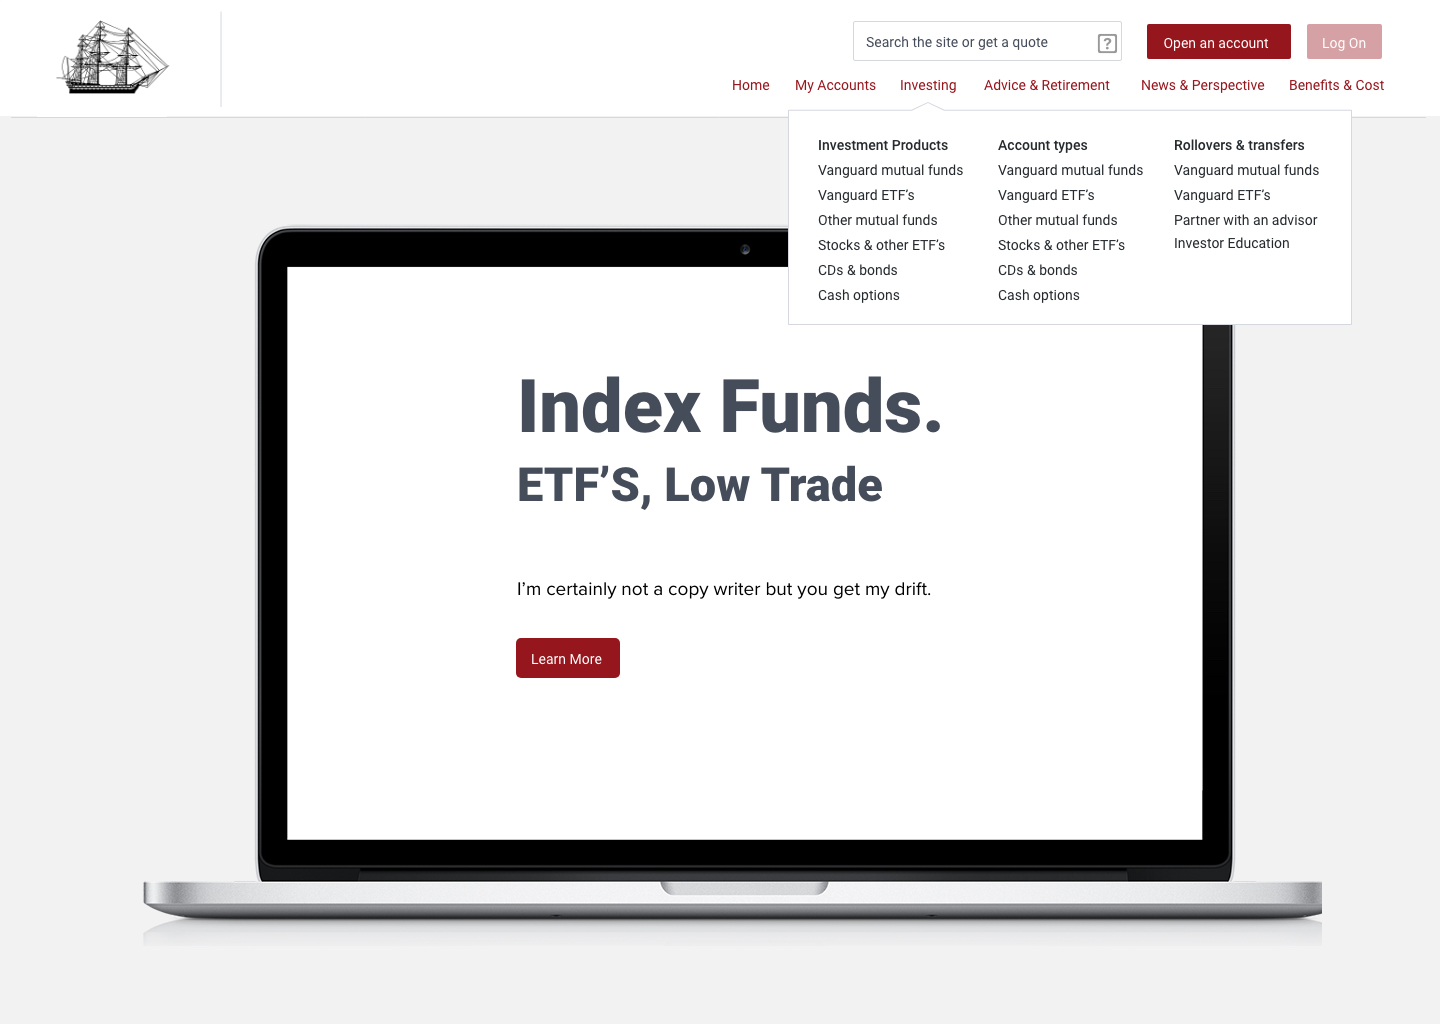 Search the site or get a quote
?
Open an account
Log On
Home
My Accounts
Investing
Advice & Retirement
News & Perspective
Benefits & Cost
Investment Products
Vanguard mutual funds
Vanguard ETF’s
Other mutual funds
Stocks & other ETF’s
CDs & bonds
Cash options
Account types
Vanguard mutual funds
Vanguard ETF’s
Other mutual funds
Stocks & other ETF’s
CDs & bonds
Cash options
Rollovers & transfers
Vanguard mutual funds
Vanguard ETF’s
Partner with an advisor
Investor Education
Index Funds.
ETF’S, Low Trade
I’m certainly not a copy writer but you get my drift.
Learn More